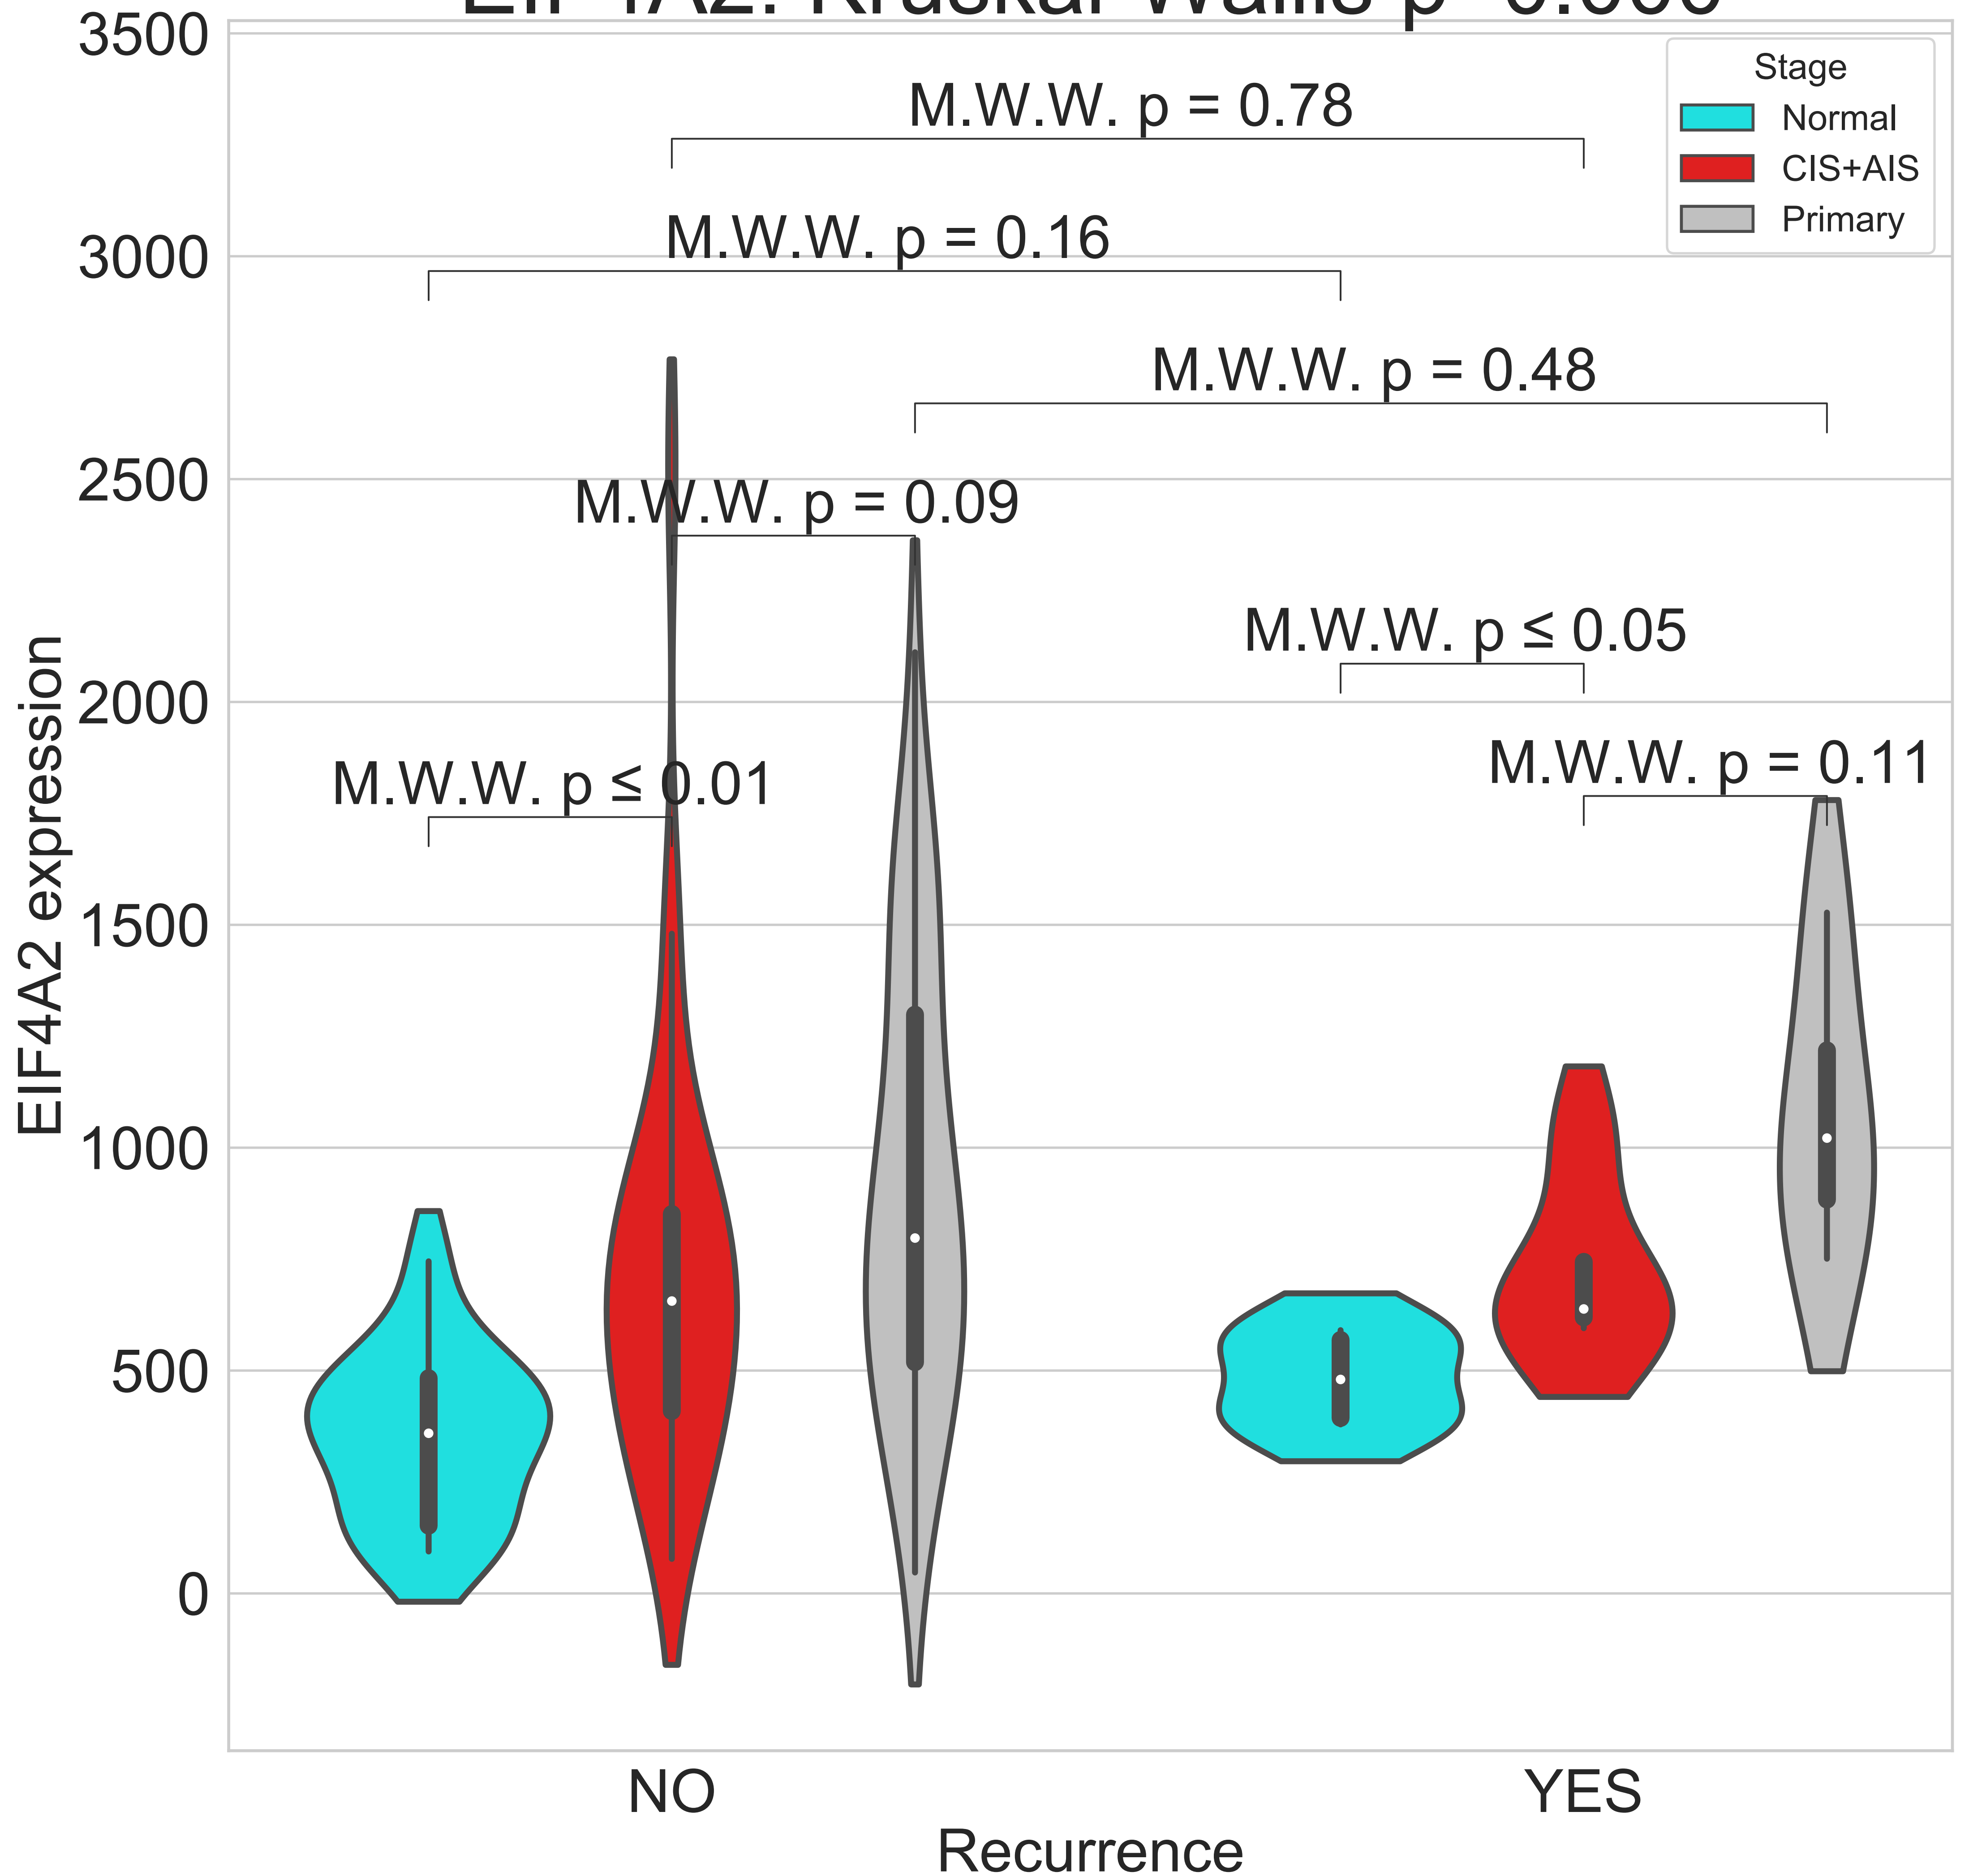 3500
3000
2500
2000
1500
1000
500
0
EIF4A2 expression
Stage
Normal
CIS+AIS
Primary
M.W.W. p = 0.78
M.W.W. p = 0.16
M.W.W. p = 0.48
M.W.W. p = 0.09
M.W.W. p ≤ 0.05
M.W.W. p = 0.11
M.W.W. p ≤ 0.01
NO
YES
Recurrence